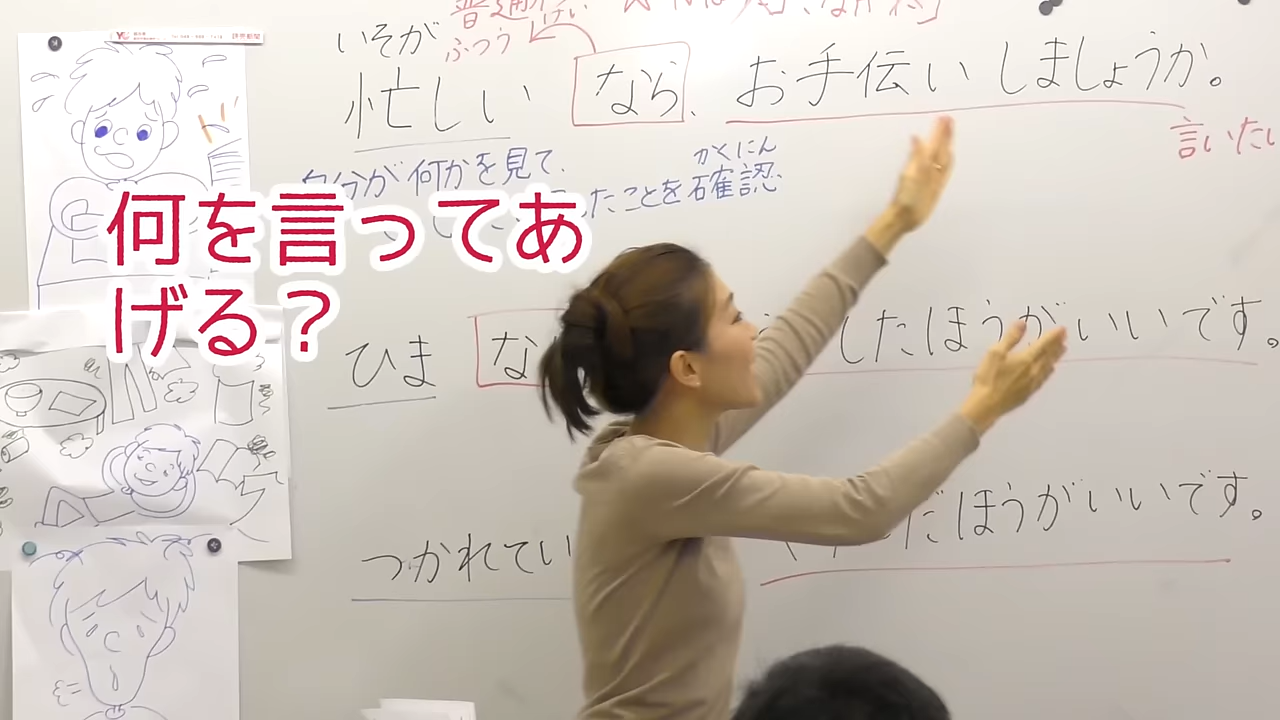 普通形
ふつう けい
いそが
忙しい なら、お手伝いしましょうか。
言いたい
自分が何かを見て、
かくにん
たことを確認、
何を言ってあ
げる？
ひま な したほうがいいです。
つかれてい だほうがいいです。